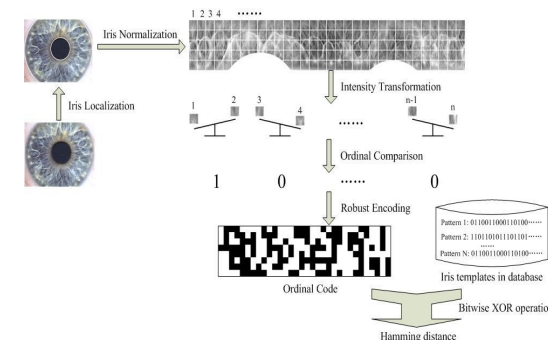 1 2 3 4 ......
Iris Normalization
Iris Localization
Intensity Transformation
1 2 3 4 ...... n-1 n
Ordinal Comparison
1 0 ...... 0
Robust Encoding
Ordinal Code
Pattern 1: 0110011000110100......
Pattern 2: 1101101011101101......
......
Pattern N: 0110011000110100......
Iris templates in database
Bitwise XOR operatio
Hamming distance